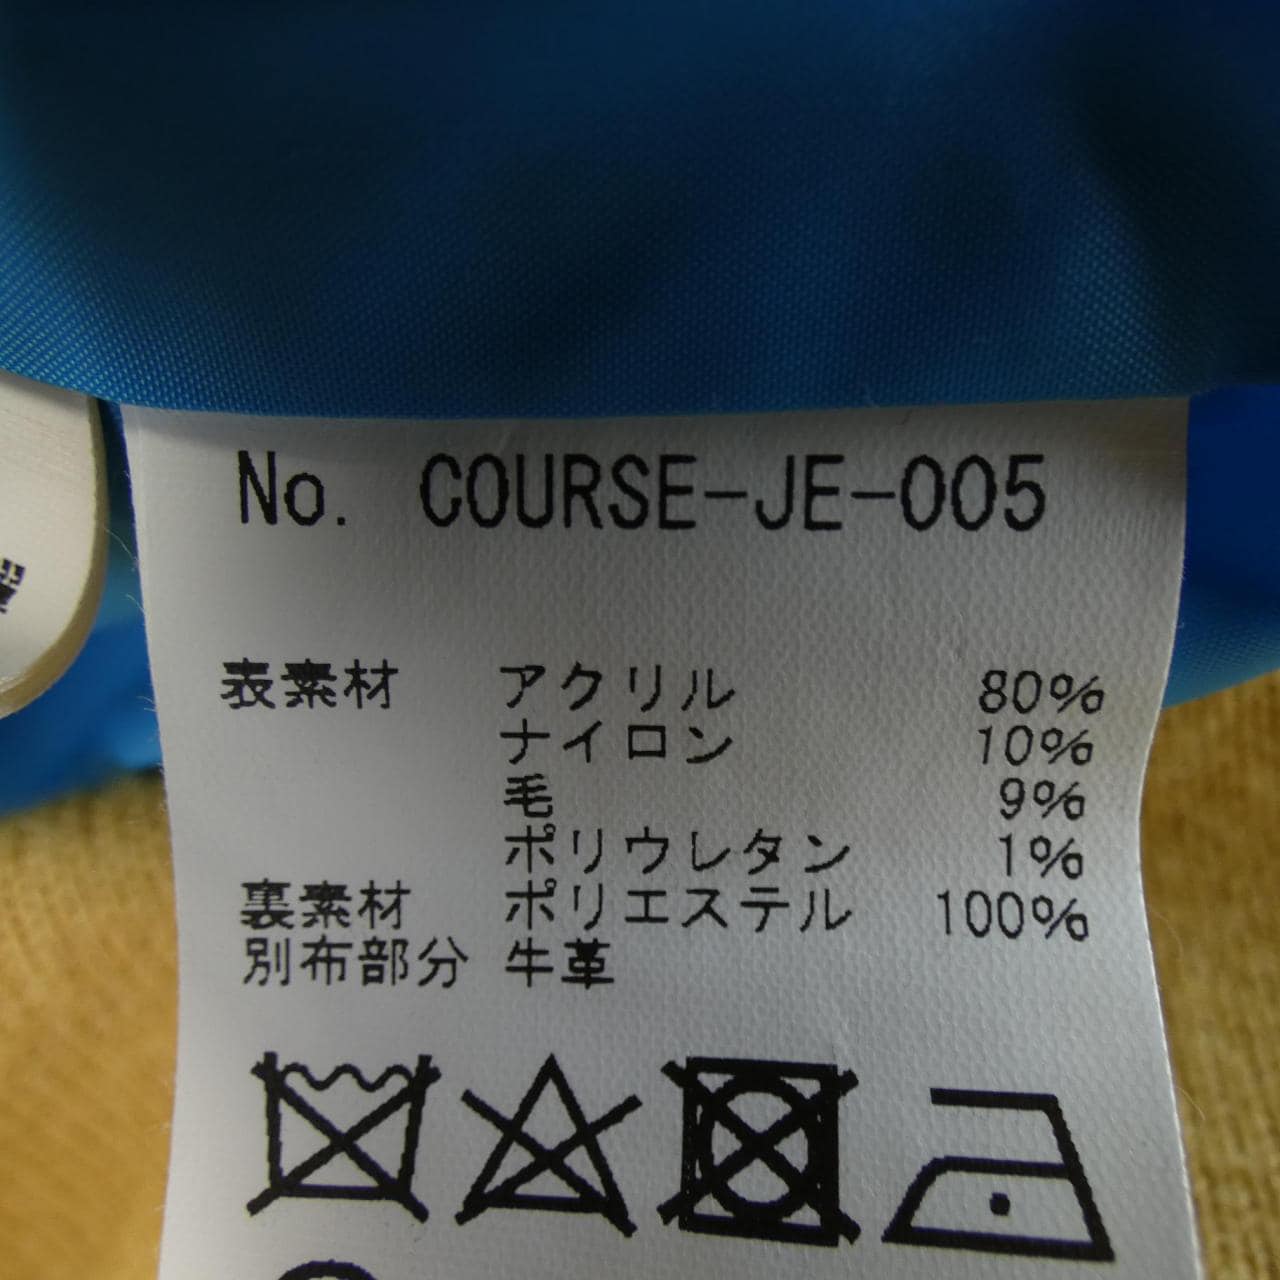 No. COURSE-JE-005
表素材 アクリル 80%
ナイロン 10%
毛 9%
ポリウレタン 1%
裏素材 ポリエステル 100%
別布部分 牛革